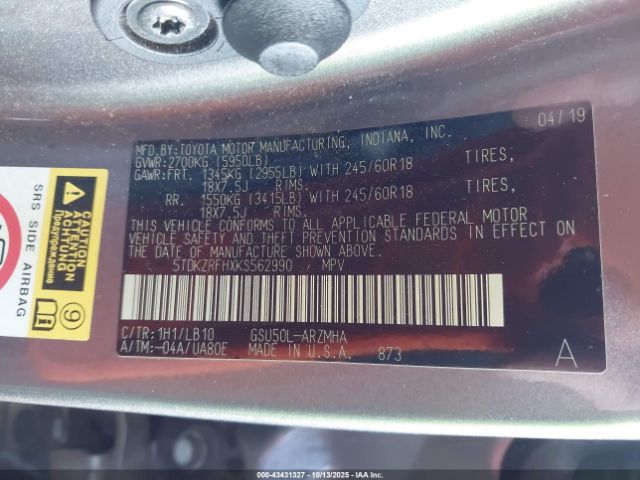 MFD.BY:TOYOTA MOTOR MANUFACTURING, INDIANA, INC. 04/19
GVWR:2700KG (5950LB)
GAWR:FRT. 1345KG (2955LB) WITH 245/60R18 TIRES,
18X7.5J RIMS.
RR. 1550KG (3415LB) WITH 245/60R18 TIRES,
18X7.5J RIMS.
THIS VEHICLE CONFORMS TO ALL APPLICABLE FEDERAL MOTOR
VEHICLE SAFETY AND THEFT PREVENTION STANDARDS IN EFFECT ON
THE DATE OF MANUFACTURE SHOWN ABOVE.
5TDKZRFHXKS562990 MPV
C/TR:1H1/LB10 GSU50L-ARZMHA
A/TM:-04A/UA80E MADE IN U.S.A. 873 A
SRS SIDE AIRBAG
ATTENTION
ACHTUNG
Предупреждение
9
000-43431327 - 10/13/2025 - Copyright © IAA, LLC